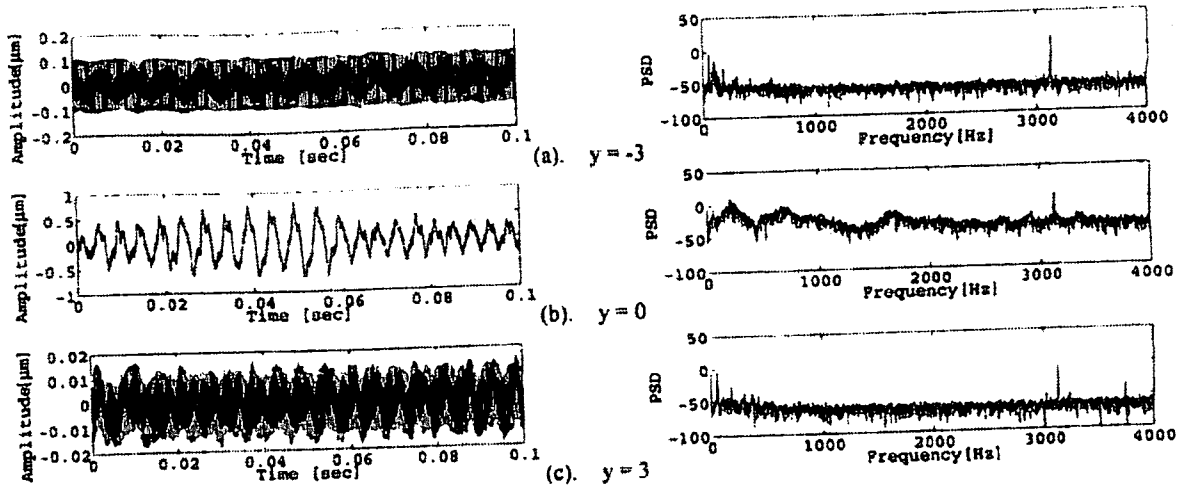 Amplitude[μm]
0.2
0.1
0
-0.1
-0.2
0 0.02 0.04 0.06 0.08 0.1
Time [sec]
PSD
50
0
-50
-100
0 1000 2000 3000 4000
Frequency[Hz]
(a). y = -3
Amplitude[μm]
1
0.5
0
-0.5
-1
0 0.02 0.04 0.06 0.08 0.1
Time [sec]
PSD
50
0
-50
-100
0 1000 2000 3000 4000
Frequency[Hz]
(b). y = 0
Amplitude[μm]
0.02
0.01
0
-0.01
-0.02
0 0.02 0.04 0.06 0.08 0.1
Time [sec]
PSD
50
0
-50
-100
0 1000 2000 3000 4000
Frequency[Hz]
(c). y = 3